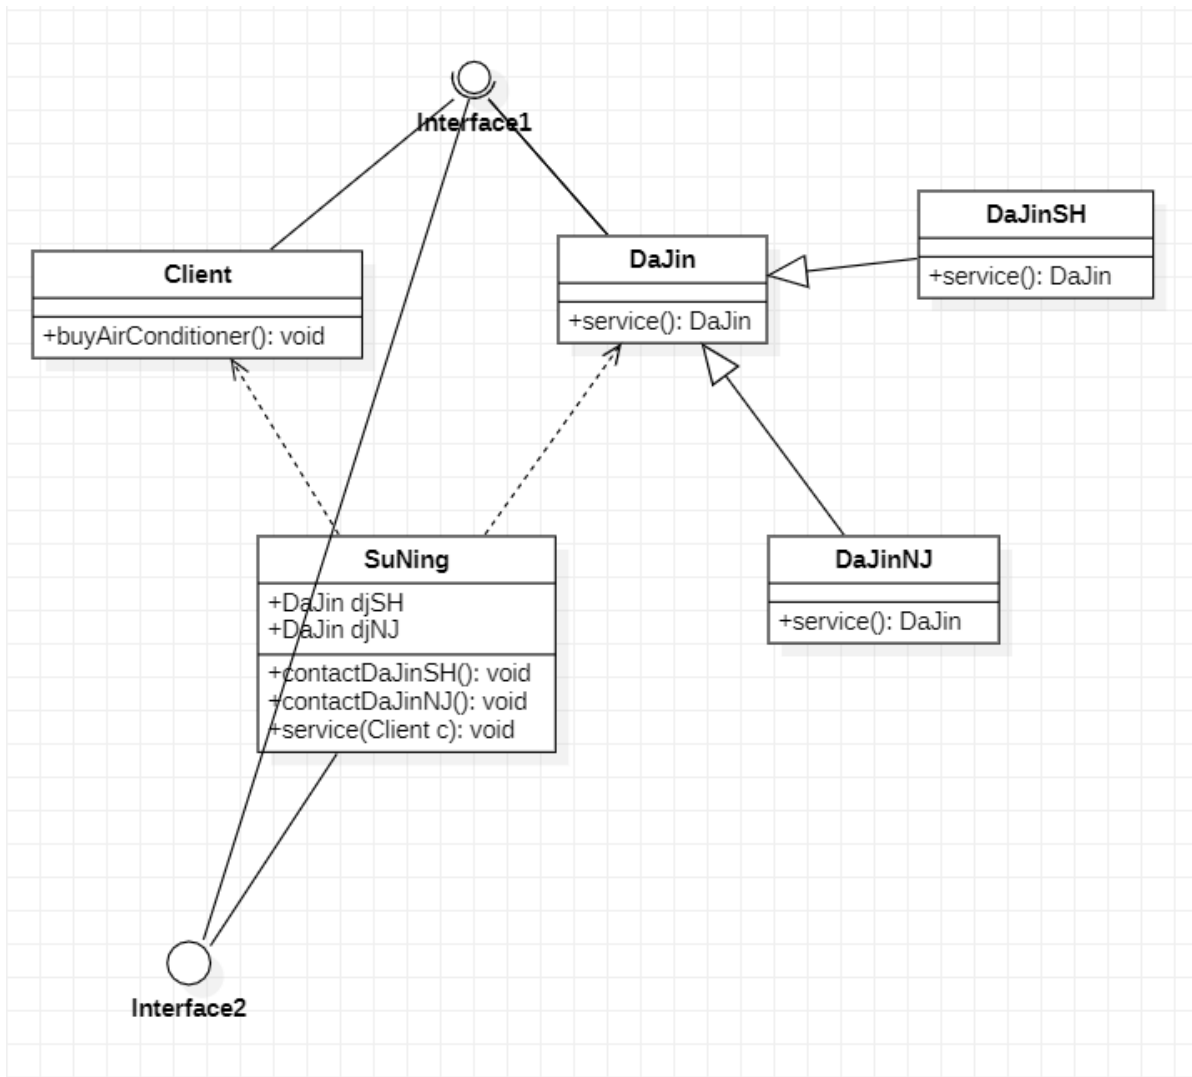 Interface1
DaJinSH
+service(): DaJin
DaJin
+service(): DaJin
Client
+buyAirConditioner(): void
SuNing
+DaJin djSH
+DaJin djNJ
+contactDaJinSH(): void
+contactDaJinNJ(): void
+service(Client c): void
DaJinNJ
+service(): DaJin
Interface2